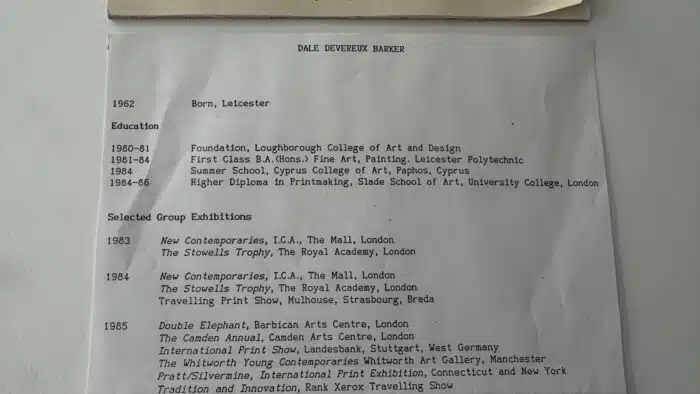 DALE DEVEREUX BARKER
1962 Born, Leicester
Education
1980-81 Foundation, Loughborough College of Art and Design
1981-84 First Class B.A.(Hons.) Fine Art, Painting. Leicester Polytechnic
1984 Summer School, Cyprus College of Art, Paphos, Cyprus
1984-86 Higher Diploma in Printmaking, Slade School of Art, University College, London
Selected Group Exhibitions
1983 New Contemporaries, I.C.A., The Mall, London
The Stowells Trophy, The Royal Academy, London
1984 New Contemporaries, I.C.A., The Mall, London
The Stowells Trophy, The Royal Academy, London
Travelling Print Show, Mulhouse, Strasbourg, Breda
1985 Double Elephant, Barbican Arts Centre, London
The Camden Annual, Camden Arts Centre, London
International Print Show, Landesbank, Stuttgart, West Germany
The Whitworth Young Contemporaries Whitworth Art Gallery, Manchester
Pratt/Silvermine, International Print Exhibition, Connecticut and New York
Tradition and Innovation, Rank Xerox Travelling Show